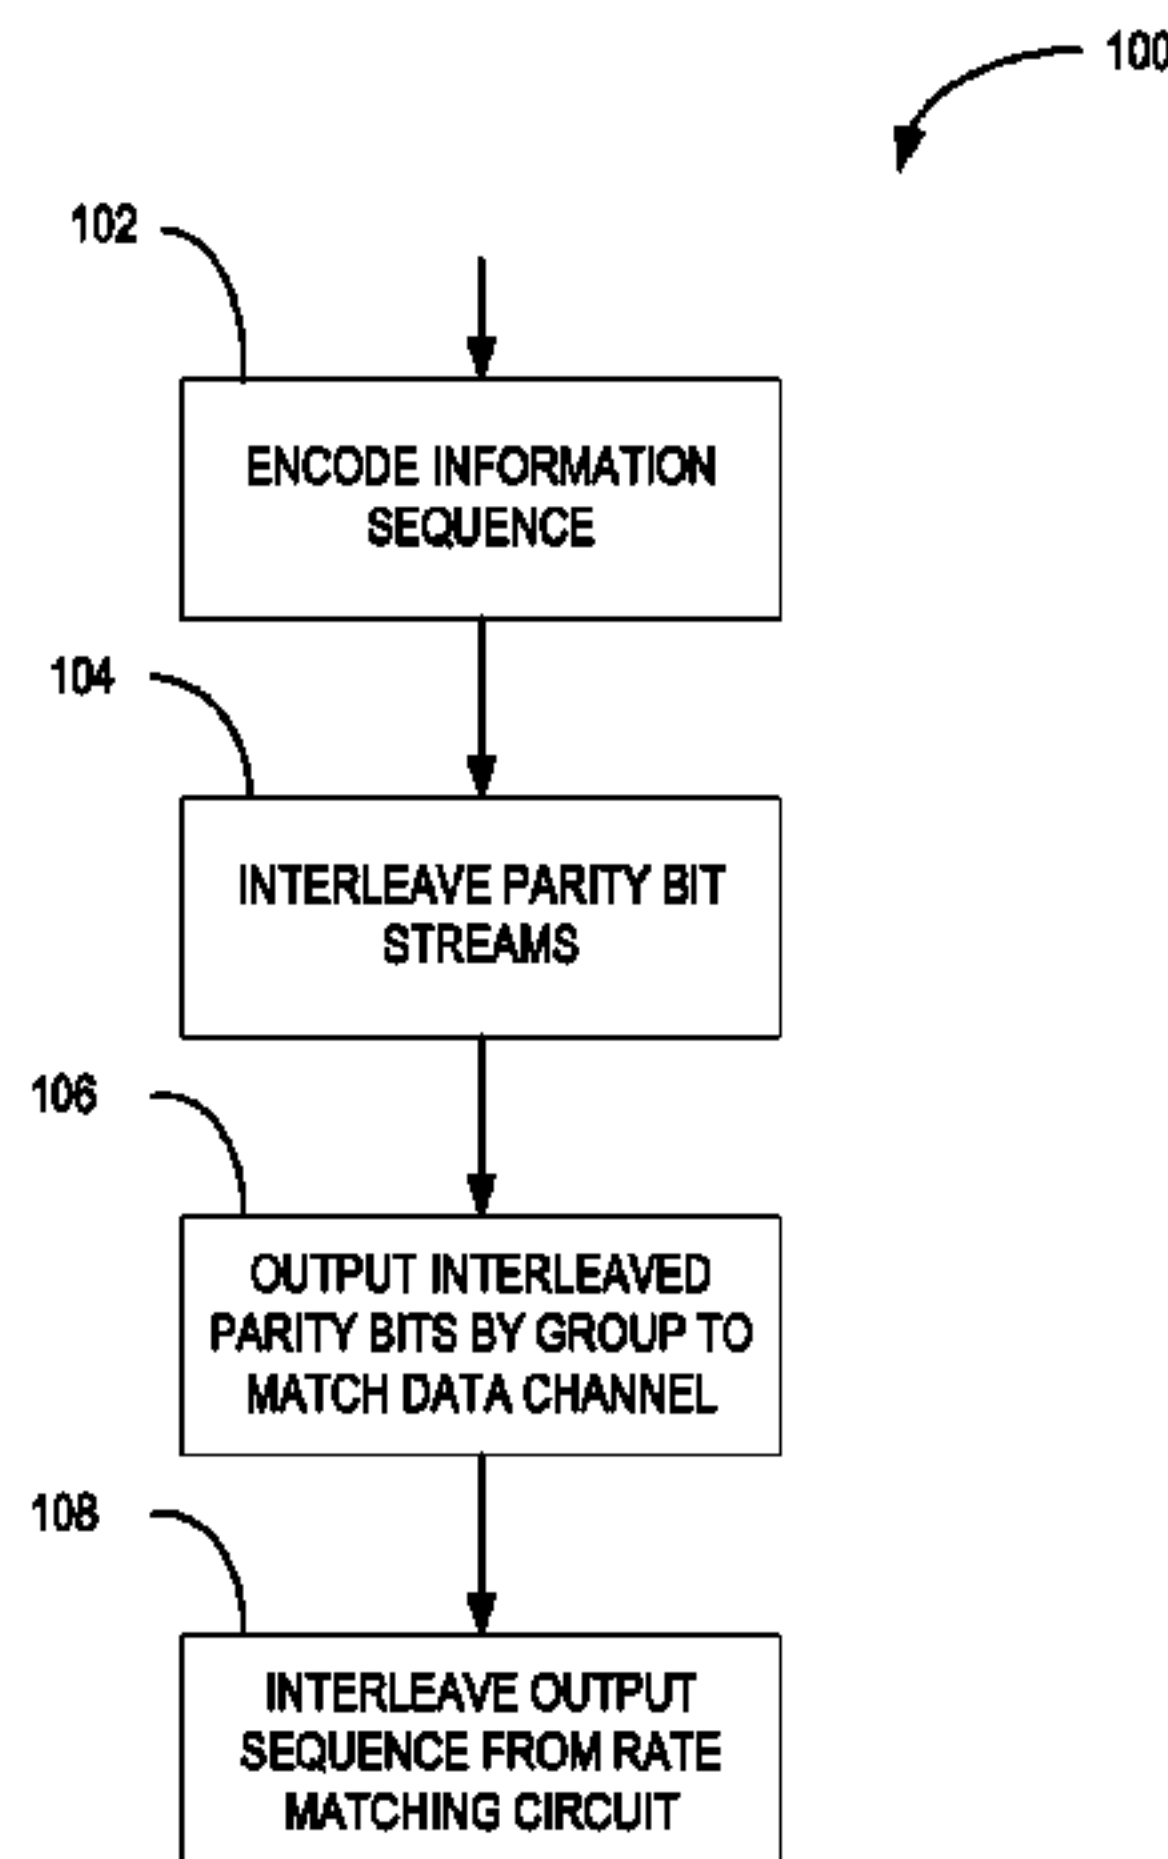 100
102
ENCODE INFORMATION
SEQUENCE
104
INTERLEAVE PARITY BIT
STREAMS
106
OUTPUT INTERLEAVED
PARITY BITS BY GROUP TO
MATCH DATA CHANNEL
108
INTERLEAVE OUTPUT
SEQUENCE FROM RATE
MATCHING CIRCUIT